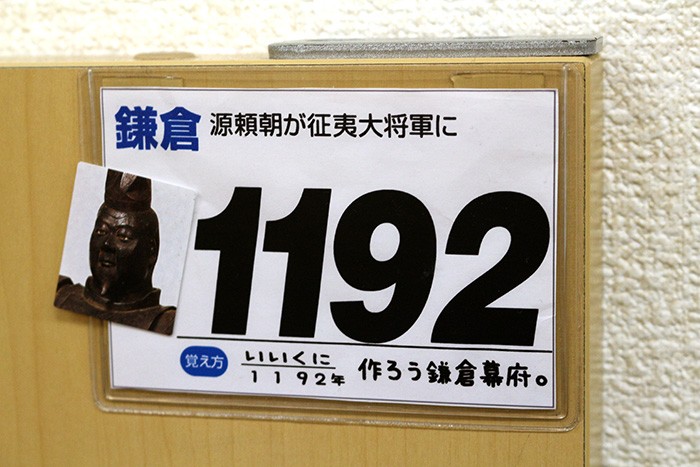 鎌倉 源頼朝が征夷大将軍に
1192
覚え方 いいくに 作ろう鎌倉幕府。
1192年